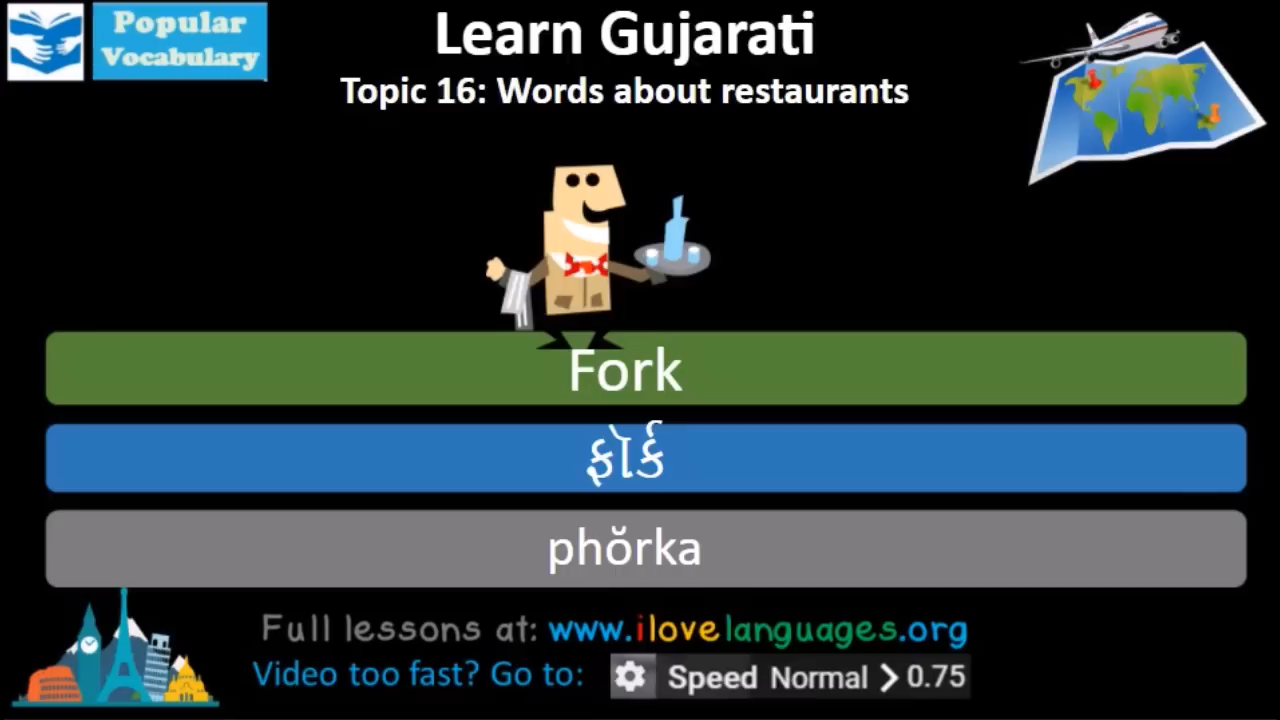 Popular
Vocabulary
Learn Gujarati
Topic 16: Words about restaurants
Fork
ફોર્ક
phŏrka
Full lessons at: www.ilovelanguages.org
Video too fast? Go to: Speed Normal > 0.75